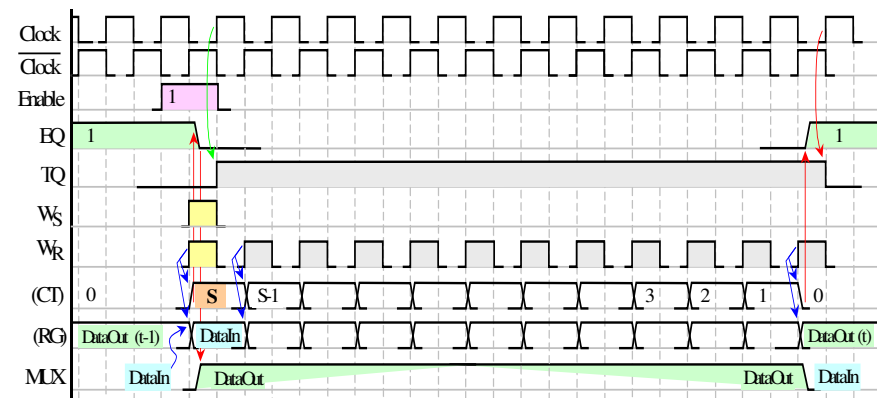 Clock
Clock
Enable 1
EQ 1 1
TQ
WS
WR
(CT) 0 S S-1 3 2 1 0
(RG) DataOut (t-1) DataIn DataOut (t)
MUX DataIn DataOut DataOut DataIn